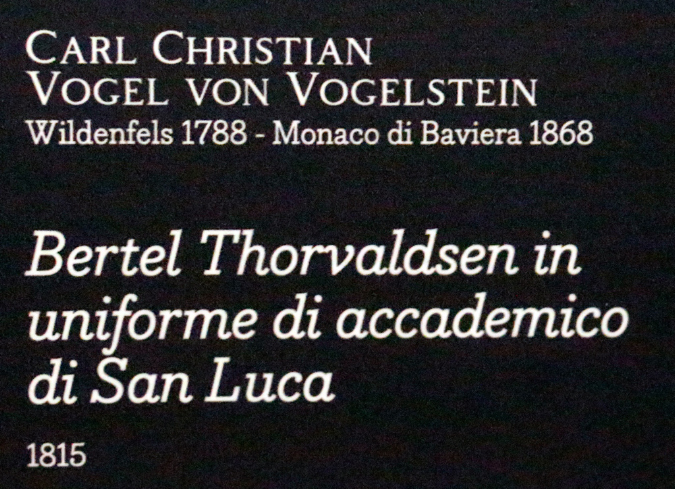 CARL CHRISTIAN
VOGEL VON VOGELSTEIN
Wildenfels 1788 - Monaco di Baviera 1868
Bertel Thorvaldsen in
uniforme di accademico
di San Luca
1815